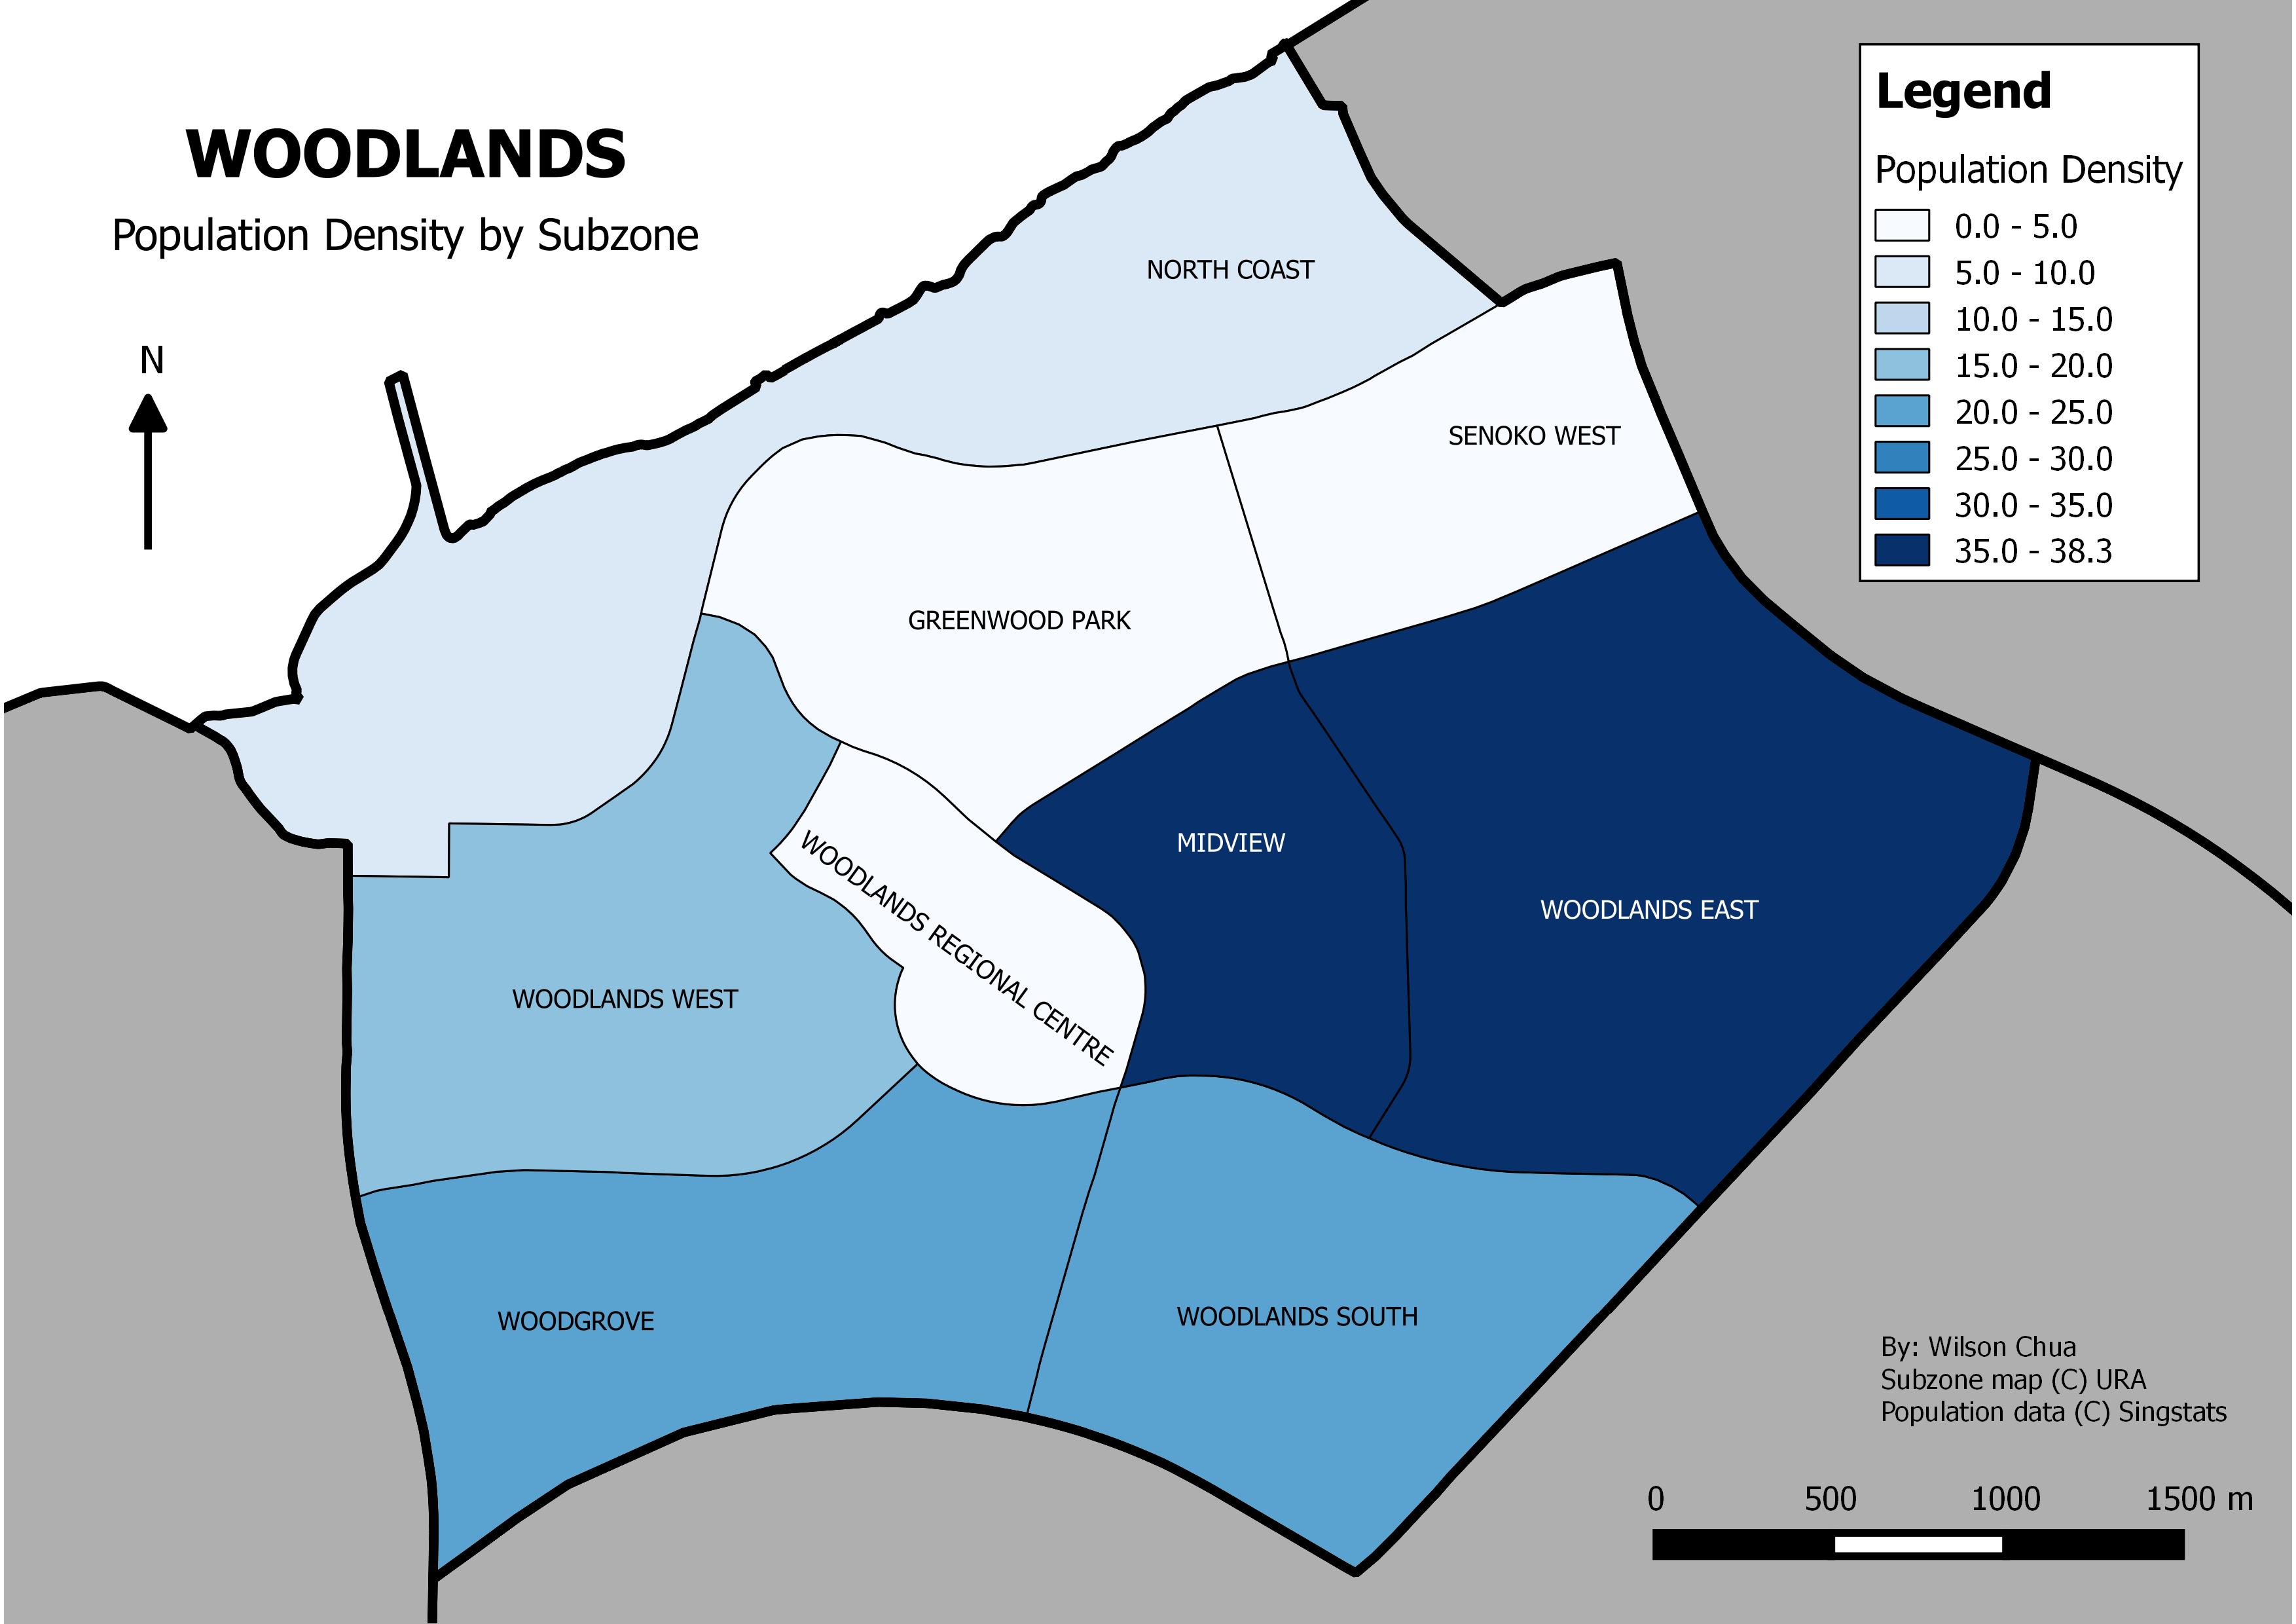 WOODLANDS
Population Density by Subzone
N
Legend
Population Density
0.0 - 5.0
5.0 - 10.0
10.0 - 15.0
15.0 - 20.0
20.0 - 25.0
25.0 - 30.0
30.0 - 35.0
35.0 - 38.3
NORTH COAST
SENOKO WEST
GREENWOOD PARK
MIDVIEW
WOODLANDS EAST
WOODLANDS REGIONAL CENTRE
WOODLANDS WEST
WOODGROVE
WOODLANDS SOUTH
By: Wilson Chua
Subzone map (C) URA
Population data (C) Singstats
0 500 1000 1500 m